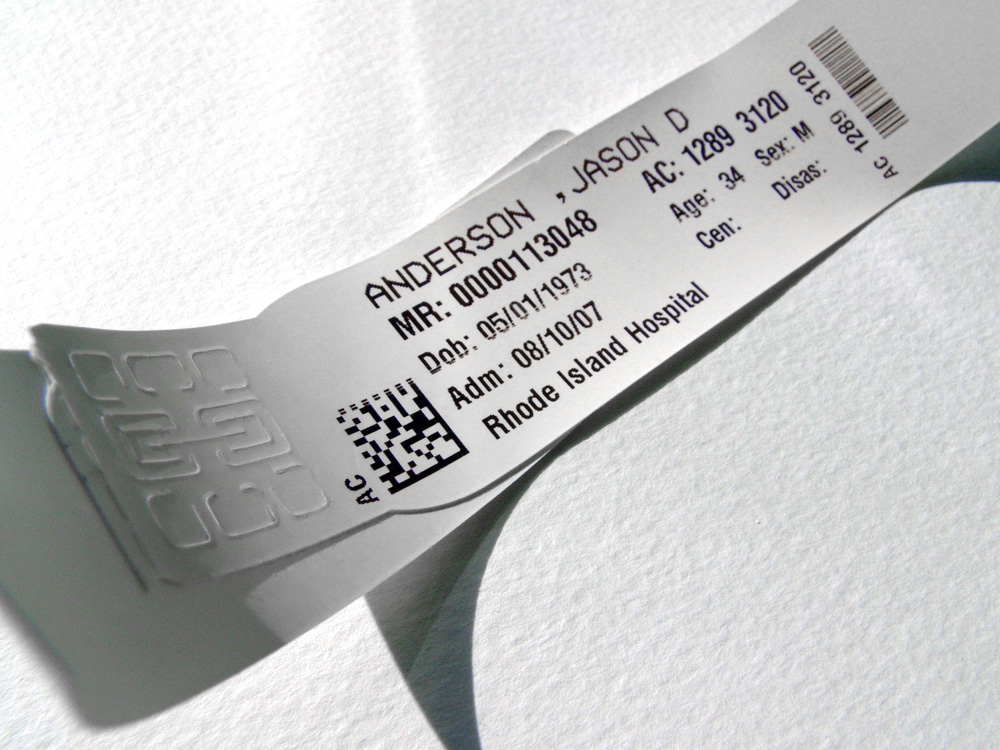 ANDERSON ,JASON D
MR: 0000113048 AC: 1289 3120
Dob: 05/01/1973 Age: 34 Sex: M
Adm: 08/10/07 Cen: Disas:
Rhode Island Hospital
AC
AC 1289 3120